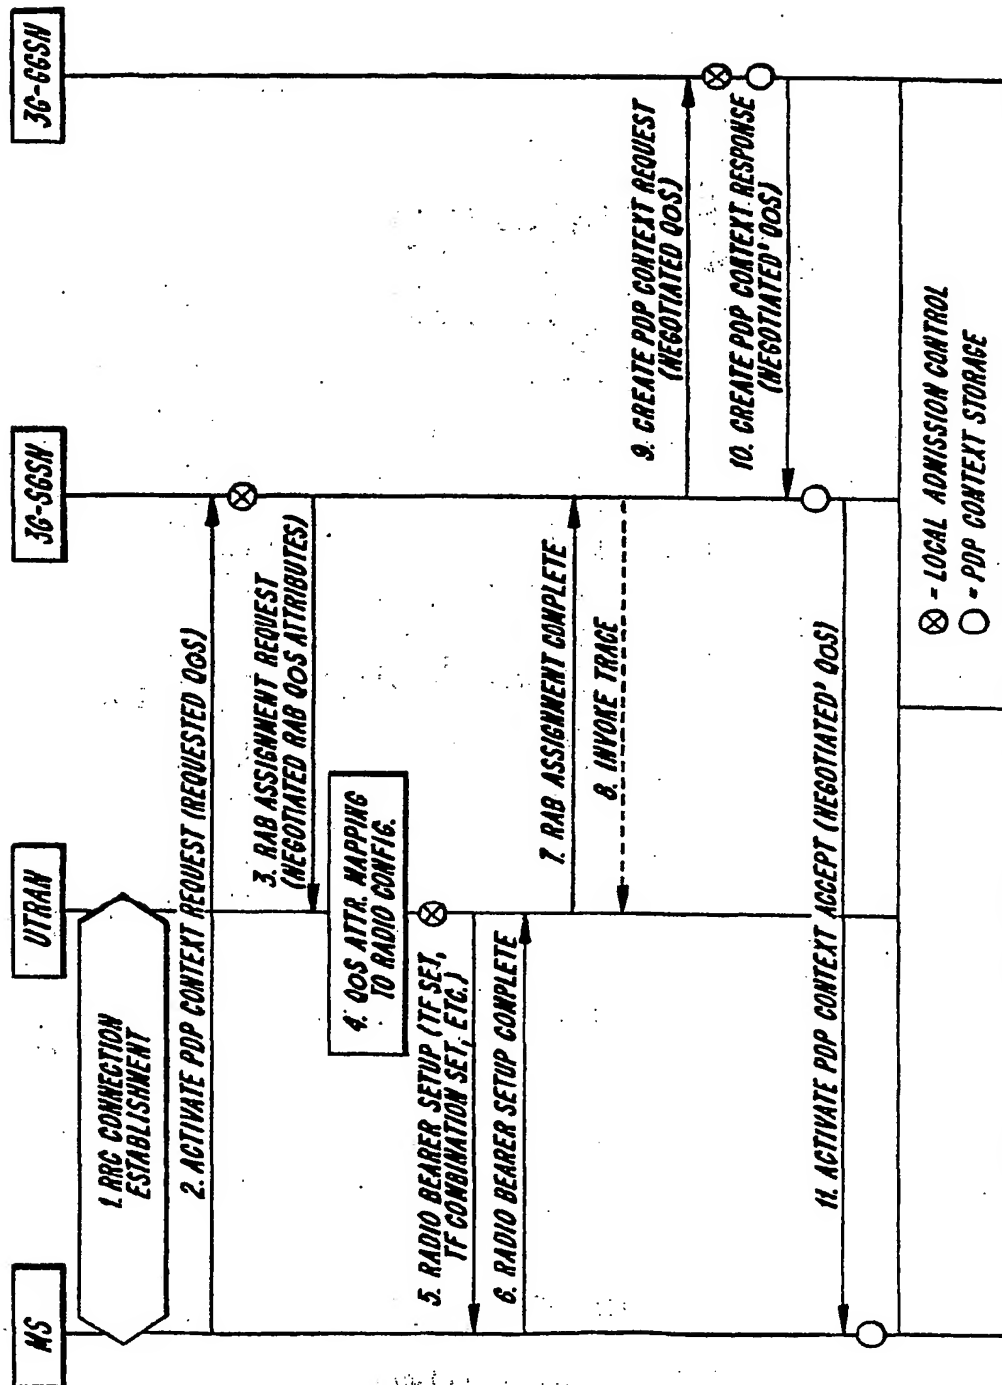 MS
UTRAN
3G-SGSN
3G-GGSN
1. RRC CONNECTION
ESTABLISHMENT
2. ACTIVATE PDP CONTEXT REQUEST (REQUESTED QOS)
3. RAB ASSIGNMENT REQUEST
(NEGOTIATED RAB QOS ATTRIBUTES)
4. QOS ATTR. MAPPING
TO RADIO CONFIG.
5. RADIO BEARER SETUP (TF SET,
TF COMBINATION SET, ETC.)
6. RADIO BEARER SETUP COMPLETE
7. RAB ASSIGNMENT COMPLETE
8. INVOKE TRACE
9. CREATE PDP CONTEXT REQUEST
(NEGOTIATED QOS)
10. CREATE PDP CONTEXT RESPONSE
(NEGOTIATED' QOS)
11. ACTIVATE PDP CONTEXT ACCEPT (NEGOTIATED' QOS)
= LOCAL ADMISSION CONTROL
= PDP CONTEXT STORAGE